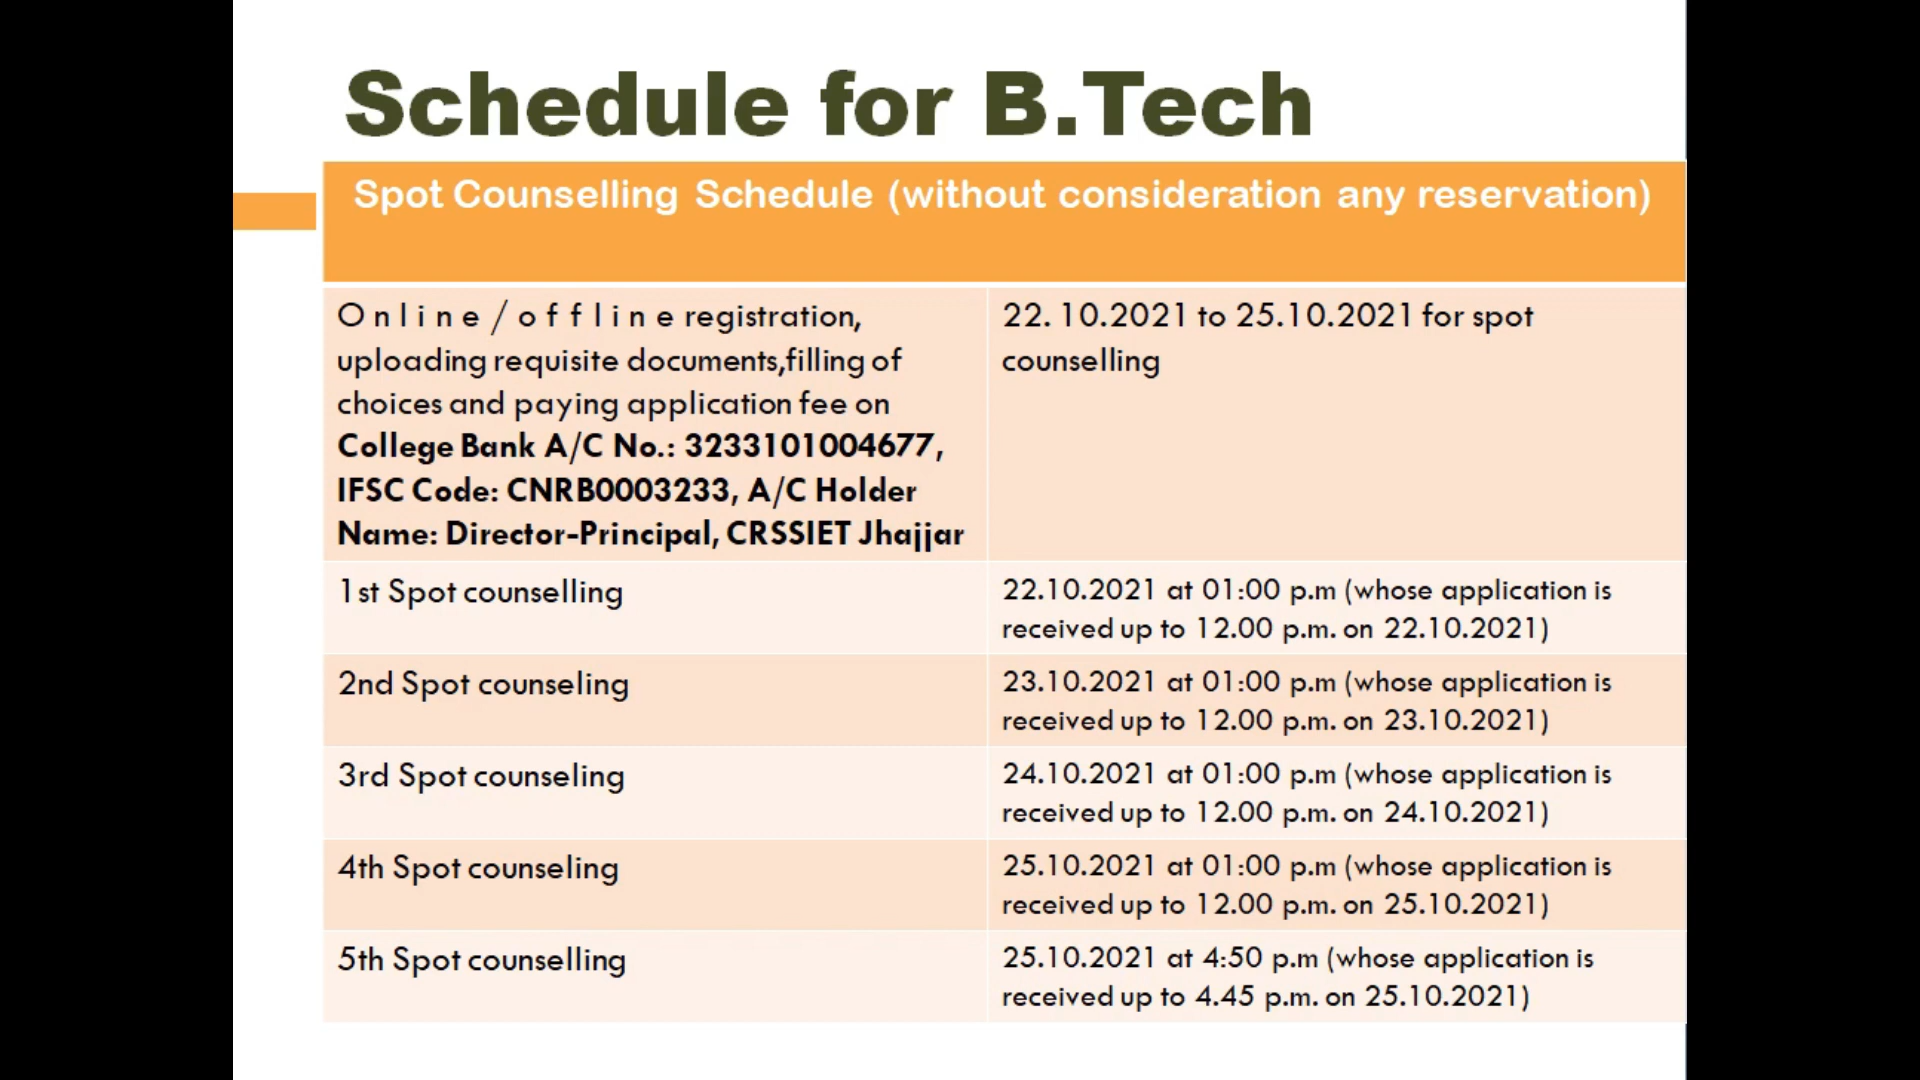 Schedule for B.Tech
Spot Counselling Schedule (without consideration any reservation)
O n l i n e / o f f l i n e registration,
uploading requisite documents,filling of
choices and paying application fee on
College Bank A/C No.: 3233101004677,
IFSC Code: CNRB0003233, A/C Holder
Name: Director-Principal, CRSSIET Jhajjar
22. 10.2021 to 25.10.2021 for spot
counselling
1st Spot counselling
22.10.2021 at 01:00 p.m (whose application is
received up to 12.00 p.m. on 22.10.2021)
2nd Spot counseling
23.10.2021 at 01:00 p.m (whose application is
received up to 12.00 p.m. on 23.10.2021)
3rd Spot counseling
24.10.2021 at 01:00 p.m (whose application is
received up to 12.00 p.m. on 24.10.2021)
4th Spot counseling
25.10.2021 at 01:00 p.m (whose application is
received up to 12.00 p.m. on 25.10.2021)
5th Spot counselling
25.10.2021 at 4:50 p.m (whose application is
received up to 4.45 p.m. on 25.10.2021)